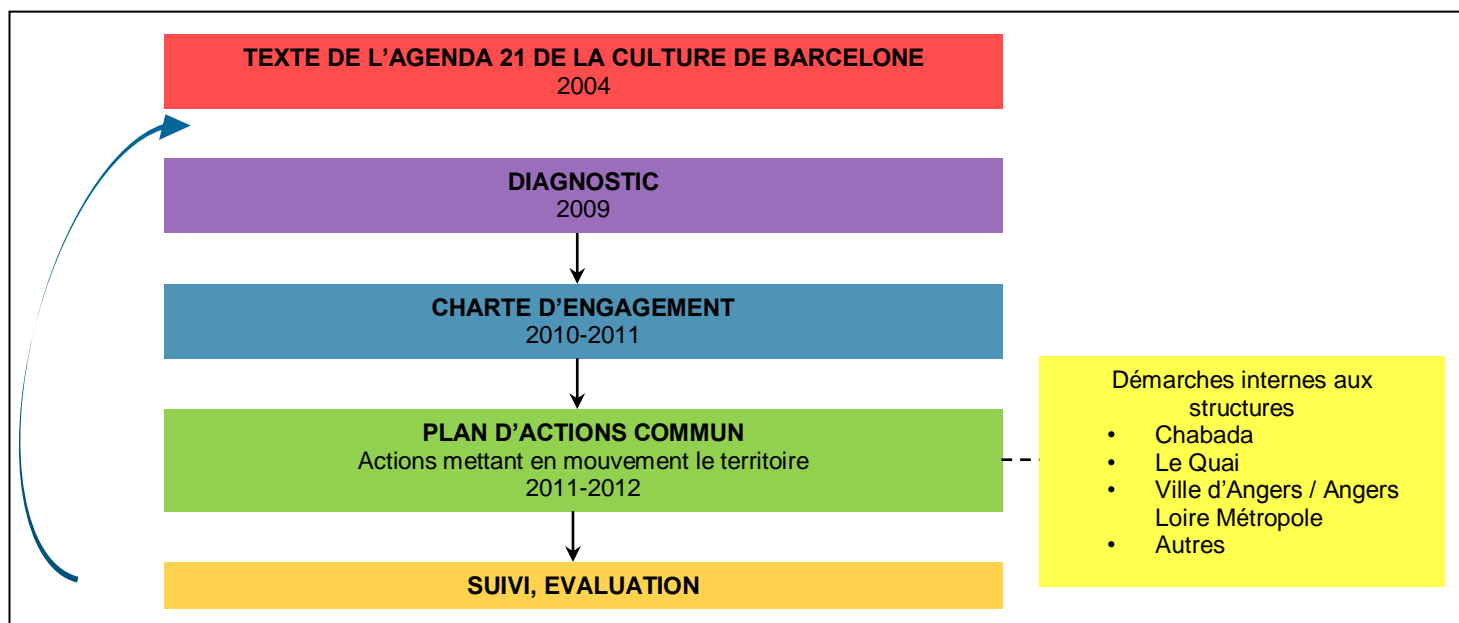 TEXTE DE L’AGENDA 21 DE LA CULTURE DE BARCELONE
2004
DIAGNOSTIC
2009
CHARTE D’ENGAGEMENT
2010-2011
PLAN D’ACTIONS COMMUN
Actions mettant en mouvement le territoire
2011-2012
Démarches internes aux
structures
• Chabada
• Le Quai
• Ville d’Angers / Angers
Loire Métropole
• Autres
SUIVI, EVALUATION